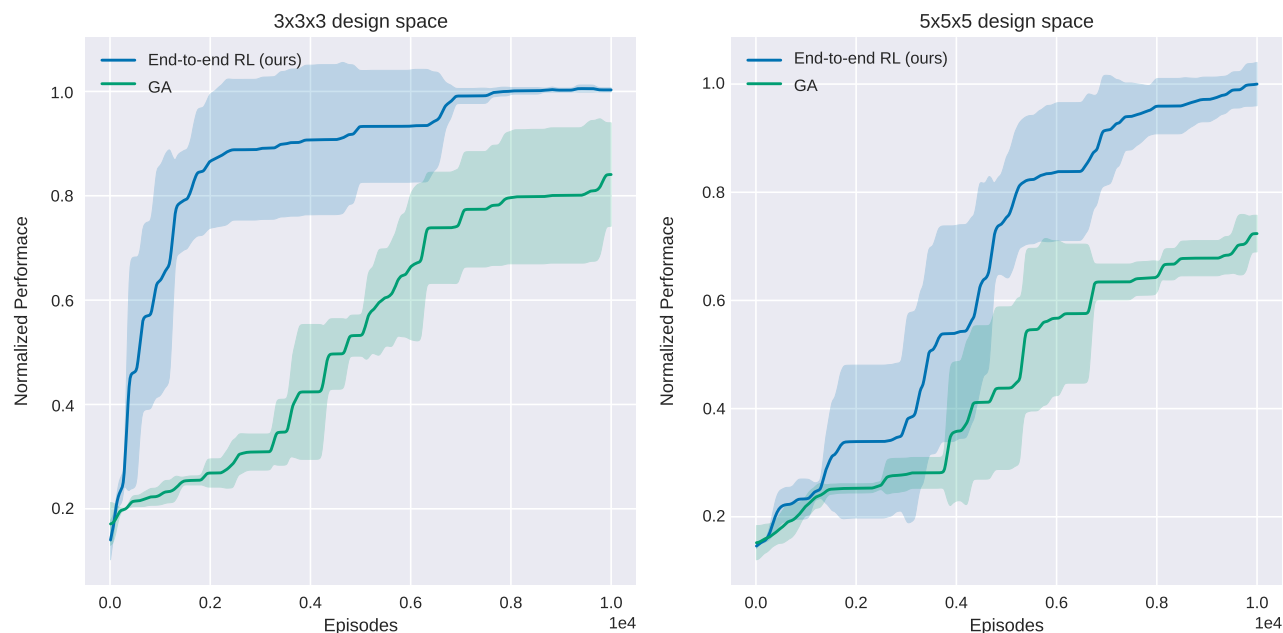 3x3x3 design space
End-to-end RL (ours)
GA
Normalized Performace
1.0
0.8
0.6
0.4
0.2
0.0 0.2 0.4 0.6 0.8 1.0
1e4
Episodes
5x5x5 design space
End-to-end RL (ours)
GA
Normalized Performace
1.0
0.8
0.6
0.4
0.2
0.0 0.2 0.4 0.6 0.8 1.0
1e4
Episodes